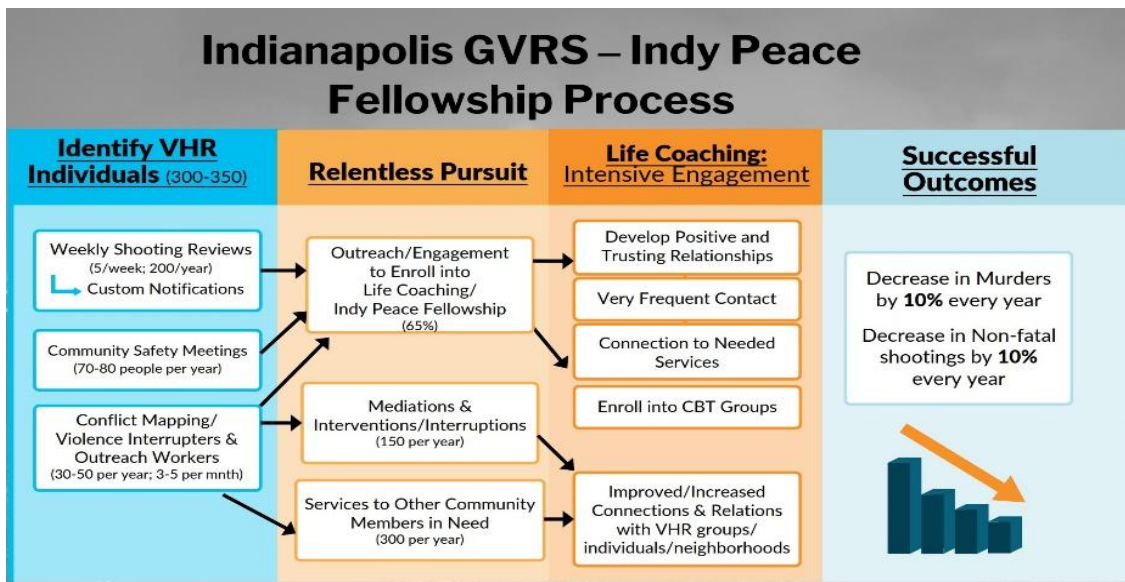 Indianapolis GVRS – Indy Peace
Fellowship Process
Identify VHR
Individuals (300-350)
Weekly Shooting Reviews
(5/week; 200/year)
Custom Notifications
Community Safety Meetings
(70-80 people per year)
Conflict Mapping/
Violence Interrupters &
Outreach Workers
(30-50 per year; 3-5 per mnth)
Relentless Pursuit
Outreach/Engagement
to Enroll into
Life Coaching/
Indy Peace Fellowship
(65%)
Mediations &
Interventions/Interruptions
(150 per year)
Services to Other Community
Members in Need
(300 per year)
Life Coaching:
Intensive Engagement
Develop Positive and
Trusting Relationships
Very Frequent Contact
Connection to Needed
Services
Enroll into CBT Groups
Improved/Increased
Connections & Relations
with VHR groups/
individuals/neighborhoods
Successful
Outcomes
Decrease in Murders
by 10% every year
Decrease in Non-fatal
shootings by 10%
every year